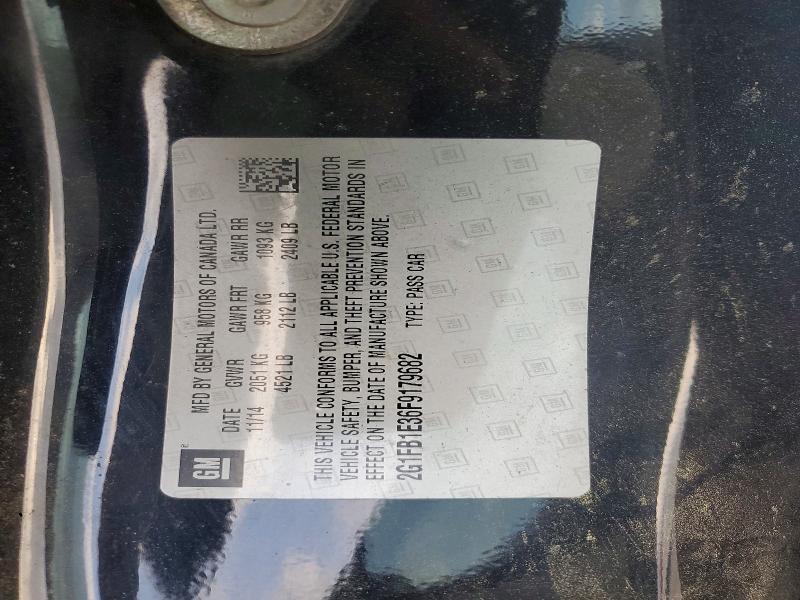 GM
MFD BY GENERAL MOTORS OF CANADA LTD.
DATE GVWR GAWR FRT GAWR RR
11/14 2051 KG 958 KG 1093 KG
4521 LB 2112 LB 2409 LB
THIS VEHICLE CONFORMS TO ALL APPLICABLE U.S. FEDERAL MOTOR
VEHICLE SAFETY, BUMPER, AND THEFT PREVENTION STANDARDS IN
EFFECT ON THE DATE OF MANUFACTURE SHOWN ABOVE.
2G1FB1E36F9179682 TYPE: PASS CAR